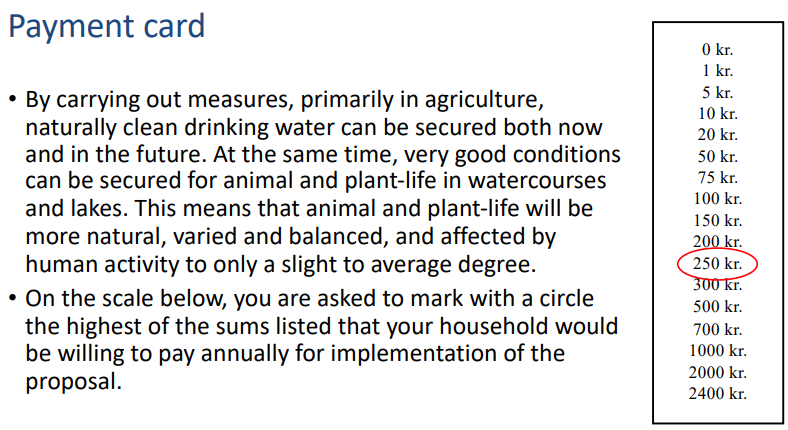 Payment card
• By carrying out measures, primarily in agriculture,
naturally clean drinking water can be secured both now
and in the future. At the same time, very good conditions
can be secured for animal and plant-life in watercourses
and lakes. This means that animal and plant-life will be
more natural, varied and balanced, and affected by
human activity to only a slight to average degree.
• On the scale below, you are asked to mark with a circle
the highest of the sums listed that your household would
be willing to pay annually for implementation of the
proposal.
0 kr.
1 kr.
5 kr.
10 kr.
20 kr.
50 kr.
75 kr.
100 kr.
150 kr.
200 kr.
250 kr.
300 kr.
500 kr.
700 kr.
1000 kr.
2000 kr.
2400 kr.